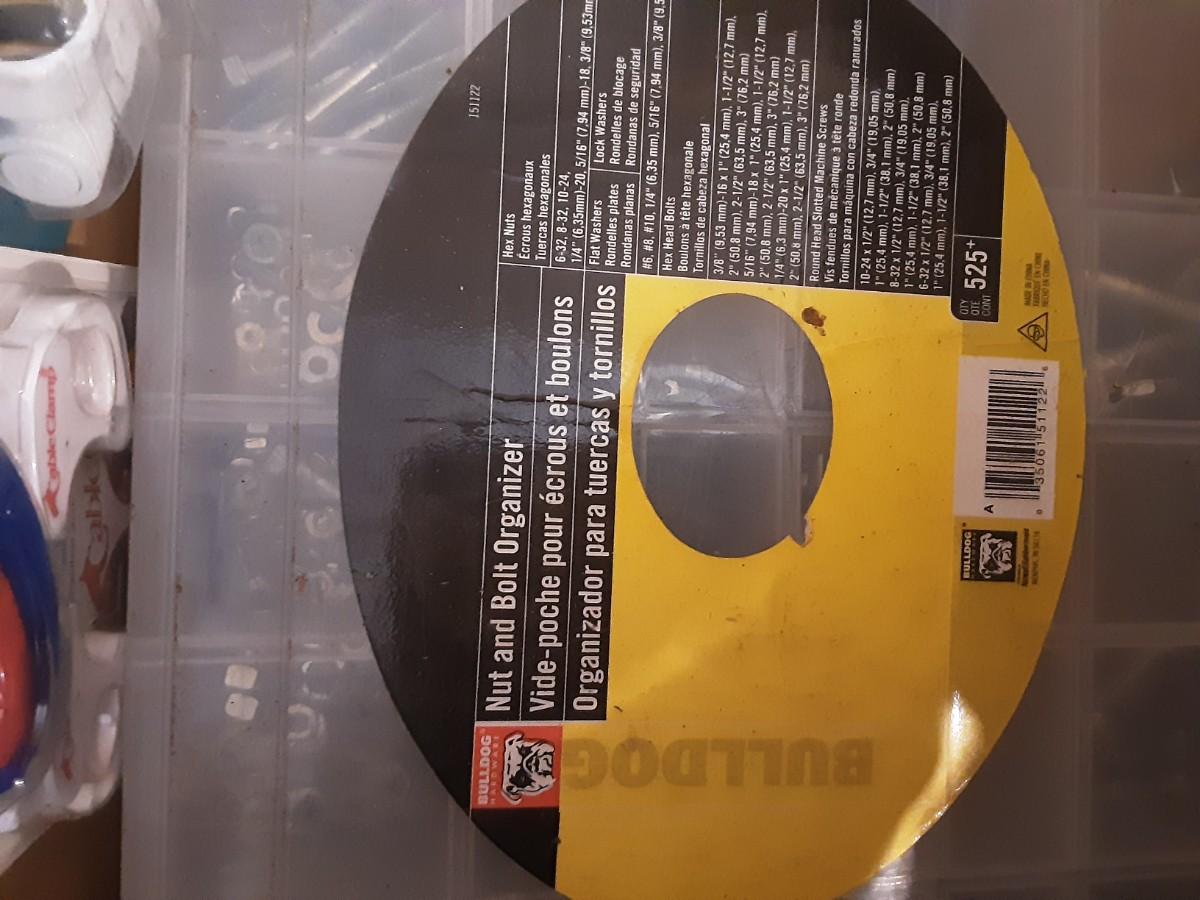 151122
BULLDOG®
HARDWARE
Nut and Bolt Organizer
Vide-poche pour écrous et boulons
Organizador para tuercas y tornillos
Hex Nuts
Écrous hexagonaux
Tuercas hexagonales
6-32, 8-32, 10-24,
1/4" (6,35mm)-20, 5/16" (7,94 mm)-18, 3/8" (9,53mm
Flat Washers
Rondelles plates
Rondanas planas
Lock Washers
Rondelles de blocage
Rondanas de seguridad
#6, #8, #10, 1/4" (6,35 mm), 5/16" (7,94 mm), 3/8" (9,5
Hex Head Bolts
Boulons à tête hexagonale
Tornillos de cabeza hexagonal
3/8" (9,53 mm)-16 x 1" (25,4 mm), 1-1/2" (12,7 mm),
2" (50,8 mm), 2-1/2" (63,5 mm), 3" (76,2 mm)
5/16" (7,94 mm)-18 x 1" (25,4 mm), 1-1/2" (12,7 mm),
2" (50,8 mm), 2-1/2" (63,5 mm), 3" (76,2 mm)
1/4" (6,3 mm)-20 x 1" (25,4 mm), 1-1/2" (12,7 mm),
2" (50,8 mm), 2-1/2" (63,5 mm), 3" (76,2 mm)
Round Head Slotted Machine Screws
Vis fendues de mécanique à tête ronde
Tornillos para máquina con cabeza redonda ranurados
10-24 x 1/2" (12,7 mm), 3/4" (19,05 mm),
1" (25,4 mm), 1-1/2" (38,1 mm), 2" (50,8 mm)
8-32 x 1/2" (12,7 mm), 3/4" (19,05 mm),
1" (25,4 mm), 1-1/2" (38,1 mm), 2" (50,8 mm)
6-32 x 1/2" (12,7 mm), 3/4" (19,05 mm),
1" (25,4 mm), 1-1/2" (38,1 mm), 2" (50,8 mm)
QTY
QTE
CONT
525+
MADE IN CHINA
FABRIQUÉ EN CHINE
HECHO EN CHINA
A
0 35061 51122 6
BULLDOG®
HARDWARE
BULLDOG
Cable Clamp
Cable